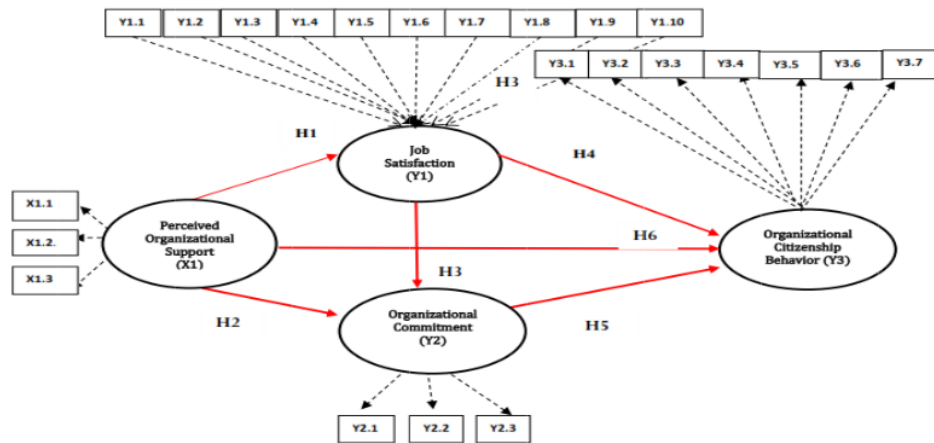 Y1.1 Y1.2 Y1.3 Y1.4 Y1.5 Y1.6 Y1.7 Y1.8 Y1.9 Y1.10
Y3.1 Y3.2 Y3.3 Y3.4 Y3.5 Y3.6 Y3.7
H3
H1
Job
Satisfaction
(Y1)
H4
X1.1
X1.2.
X1.3
Perceived
Organizational
Support
(X1)
H6
Organizational
Citizenship
Behavior (Y3)
H3
H2
Organizational
Commitment
(Y2)
H5
Y2.1 Y2.2 Y2.3